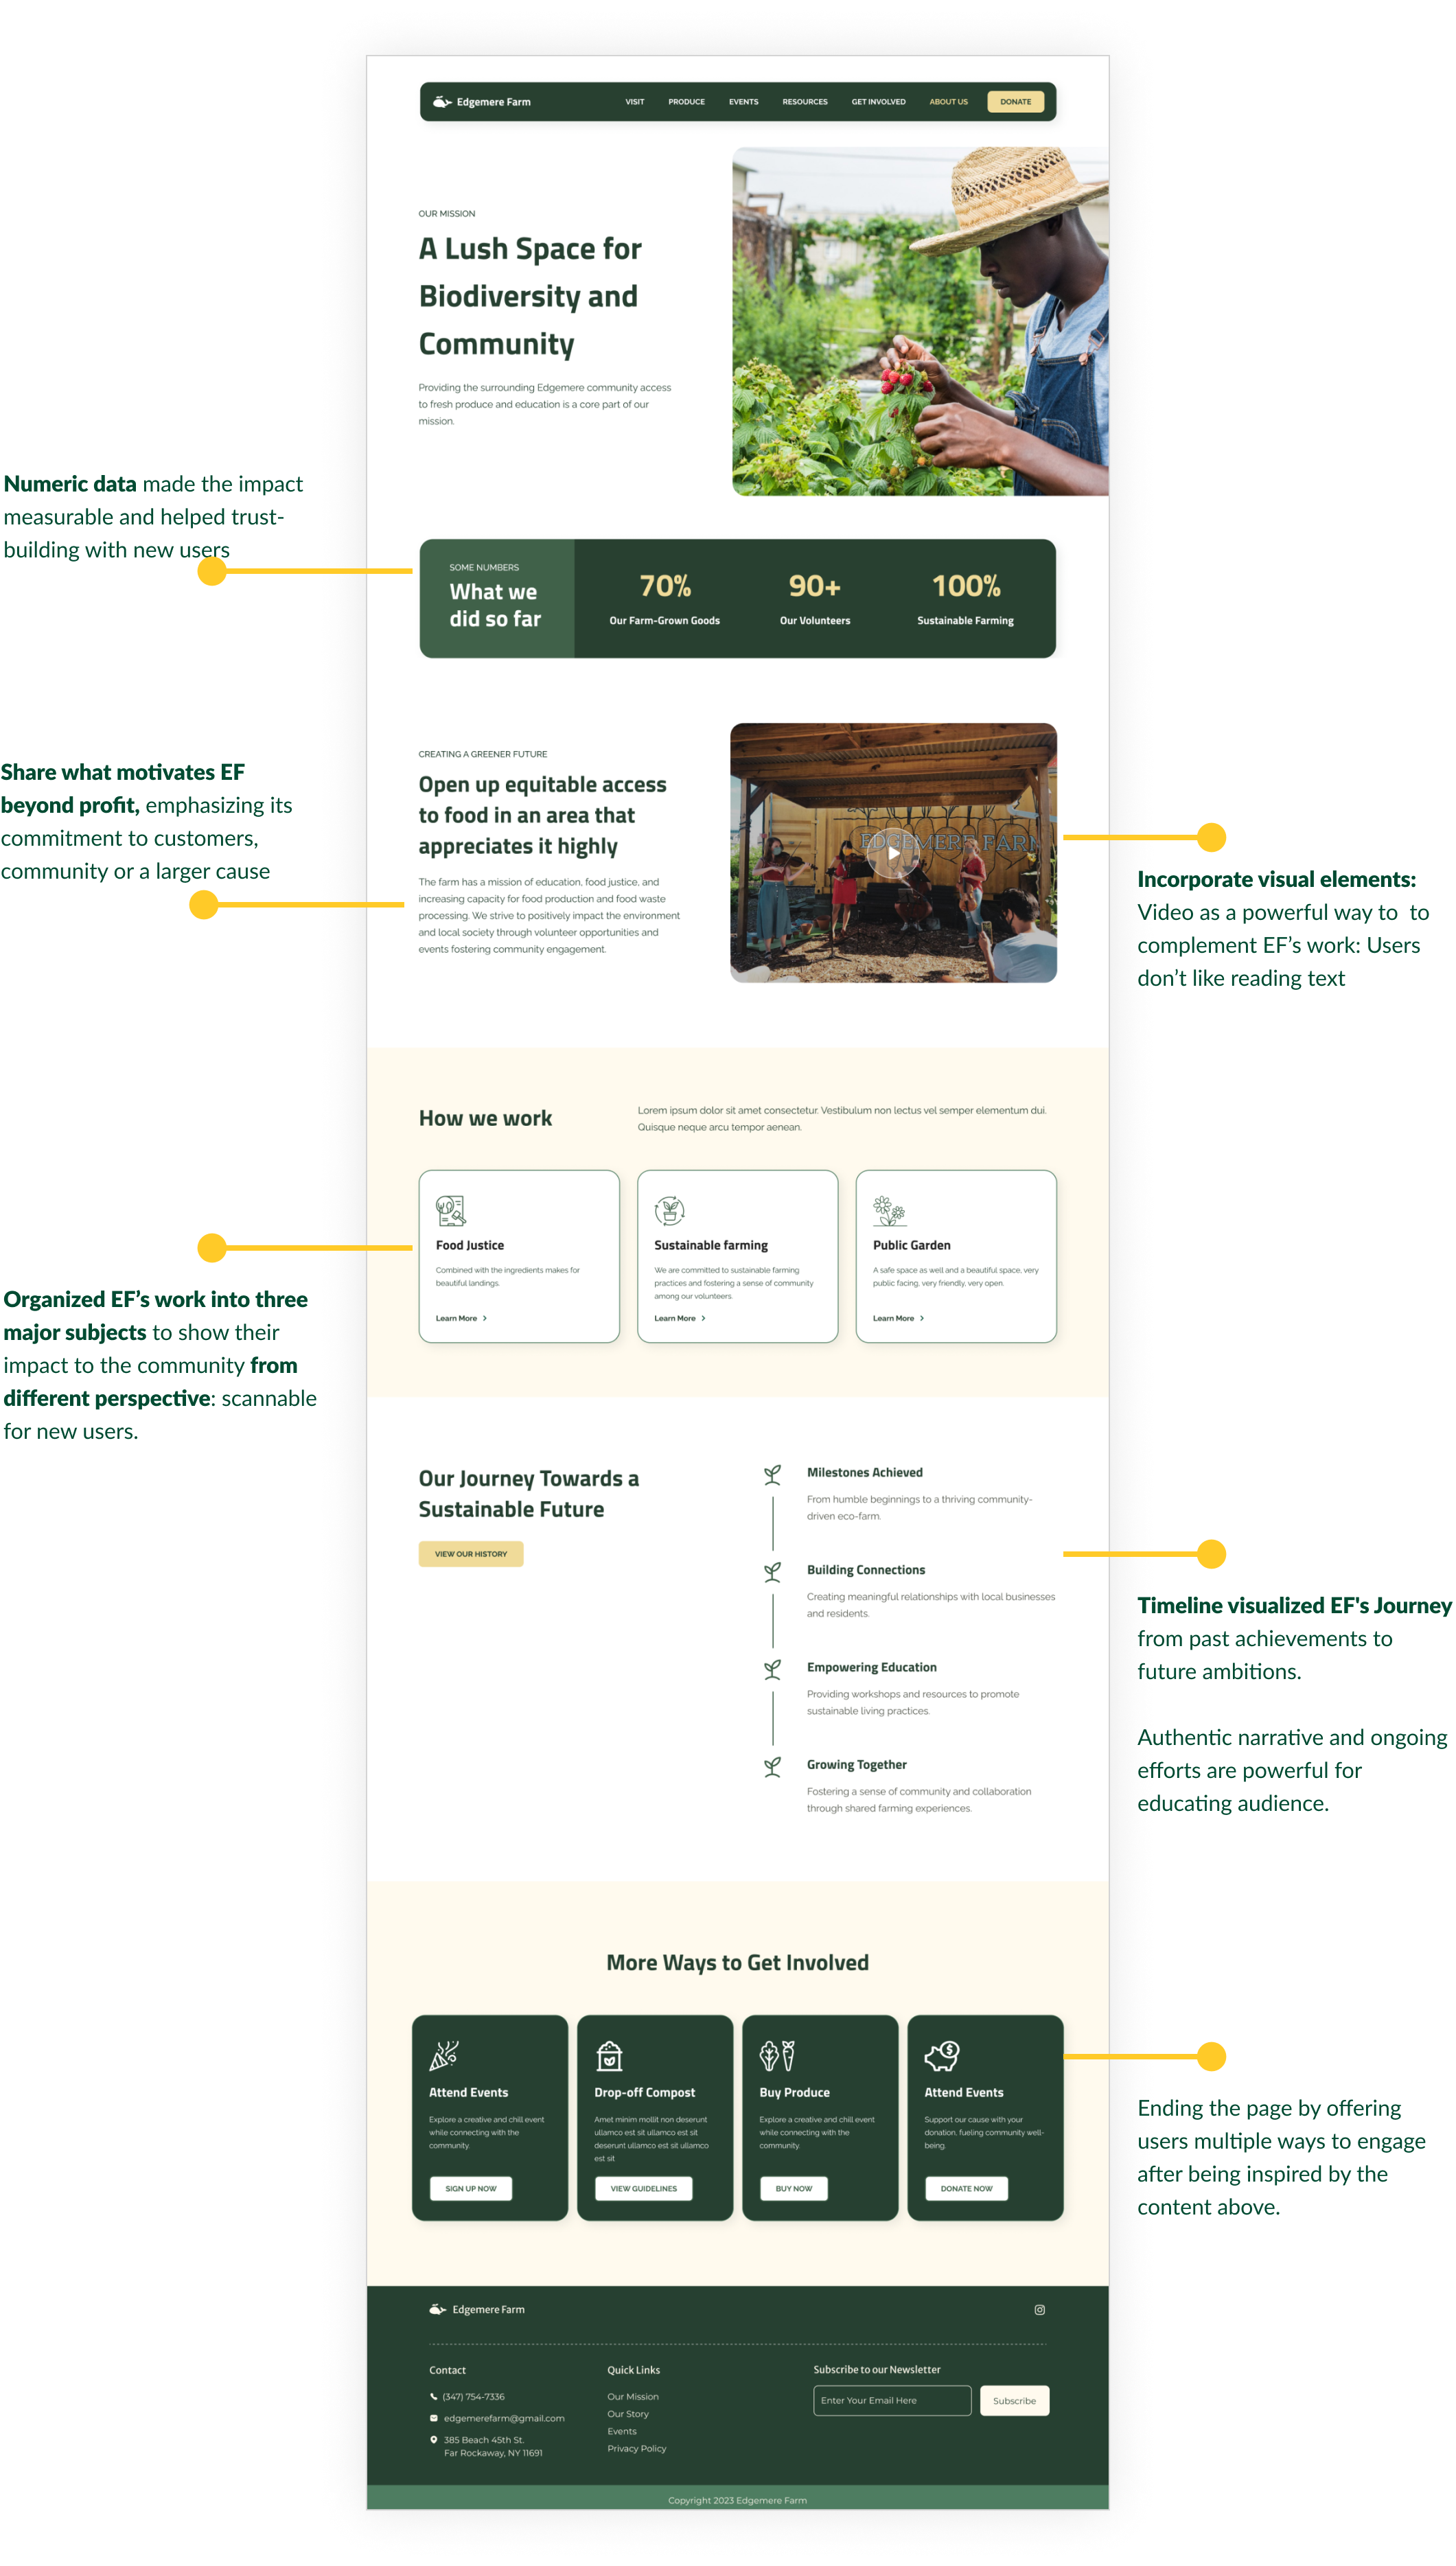 Edgemere Farm
VISIT
PRODUCE
EVENTS
RESOURCES
GET INVOLVED
ABOUT US
DONATE
OUR MISSION
A Lush Space for
Biodiversity and
Community
Providing the surrounding Edgemere community access
to fresh produce and education is a core part of our
mission.
Numeric data made the impact
measurable and helped trust-
building with new users
SOME NUMBERS
What we
did so far
70%
Our Farm-Grown Goods
90+
Our Volunteers
100%
Sustainable Farming
Share what motivates EF
beyond profit, emphasizing its
commitment to customers,
community or a larger cause
CREATING A GREENER FUTURE
Open up equitable access
to food in an area that
appreciates it highly
The farm has a mission of education, food justice, and
increasing capacity for food production and food waste
processing. We strive to positively impact the environment
and local society through volunteer opportunities and
events fostering community engagement.
EDGEMERE FARM
Incorporate visual elements:
Video as a powerful way to  to
complement EF’s work: Users
don’t like reading text
How we work
Lorem ipsum dolor sit amet consectetur. Vestibulum non lectus vel semper elementum dui.
Quisque neque arcu tempor aenean.
Food Justice
Combined with the ingredients makes for
beautiful landings.
Learn More
Sustainable farming
We are committed to sustainable farming
practices and fostering a sense of community
among our volunteers.
Learn More
Public Garden
A safe space as well and a beautiful space, very
public facing, very friendly, very open.
Learn More
Organized EF’s work into three
major subjects to show their
impact to the community from
different perspective: scannable
for new users.
Our Journey Towards a
Sustainable Future
VIEW OUR HISTORY
Milestones Achieved
From humble beginnings to a thriving community-
driven eco-farm.
Building Connections
Creating meaningful relationships with local businesses
and residents.
Empowering Education
Providing workshops and resources to promote
sustainable living practices.
Growing Together
Fostering a sense of community and collaboration
through shared farming experiences.
Timeline visualized EF's Journey
from past achievements to
future ambitions.
Authentic narrative and ongoing
efforts are powerful for
educating audience.
More Ways to Get Involved
Attend Events
Explore a creative and chill event
while connecting with the
community.
SIGN UP NOW
Drop-off Compost
Amet minim mollit non deserunt
ullamco est sit ullamco est sit
deserunt ullamco est sit ullamco
est sit
VIEW GUIDELINES
Buy Produce
Explore a creative and chill event
while connecting with the
community.
BUY NOW
Attend Events
Support our cause with your
donation, fueling community well-
being.
DONATE NOW
Ending the page by offering
users multiple ways to engage
after being inspired by the
content above.
Edgemere Farm
Contact
(347) 754-7336
edgemerefarm@gmail.com
385 Beach 45th St.
Far Rockaway, NY 11691
Quick Links
Our Mission
Our Story
Events
Privacy Policy
Subscribe to our Newsletter
Enter Your Email Here
Subscribe
Copyright 2023 Edgemere Farm